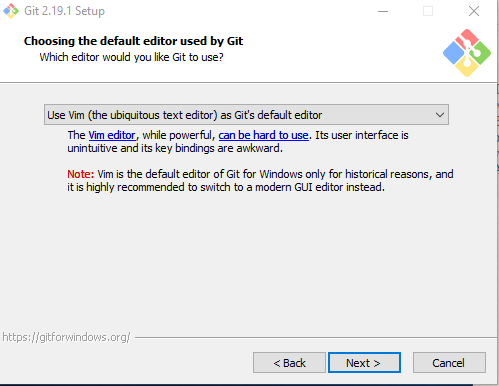 Git 2.19.1 Setup
Choosing the default editor used by Git
Which editor would you like Git to use?
Use Vim (the ubiquitous text editor) as Git's default editor
The Vim editor, while powerful, can be hard to use. Its user interface is
unintuitive and its key bindings are awkward.
Note: Vim is the default editor of Git for Windows only for historical reasons, and
it is highly recommended to switch to a modern GUI editor instead.
https://gitforwindows.org/
< Back Next > Cancel